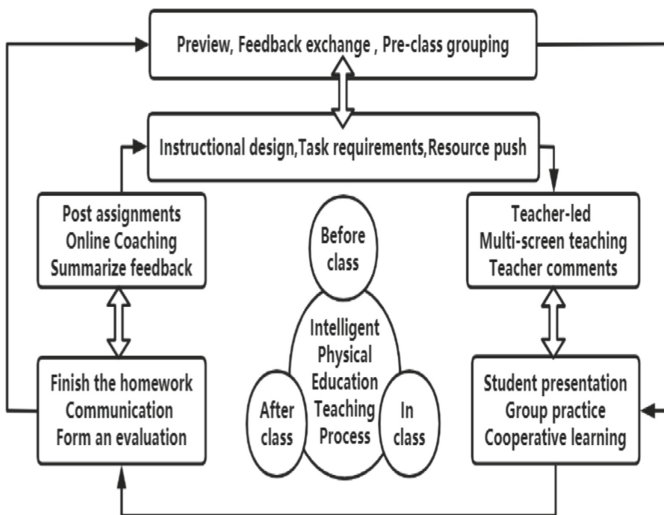 Preview, Feedback exchange , Pre-class grouping
Instructional design,Task requirements,Resource push
Post assignments
Online Coaching
Summarize feedback
Teacher-led
Multi-screen teaching
Teacher comments
Before
class
Intelligent
Physical
Education
Teaching
Process
After
class
In
class
Finish the homework
Communication
Form an evaluation
Student presentation
Group practice
Cooperative learning